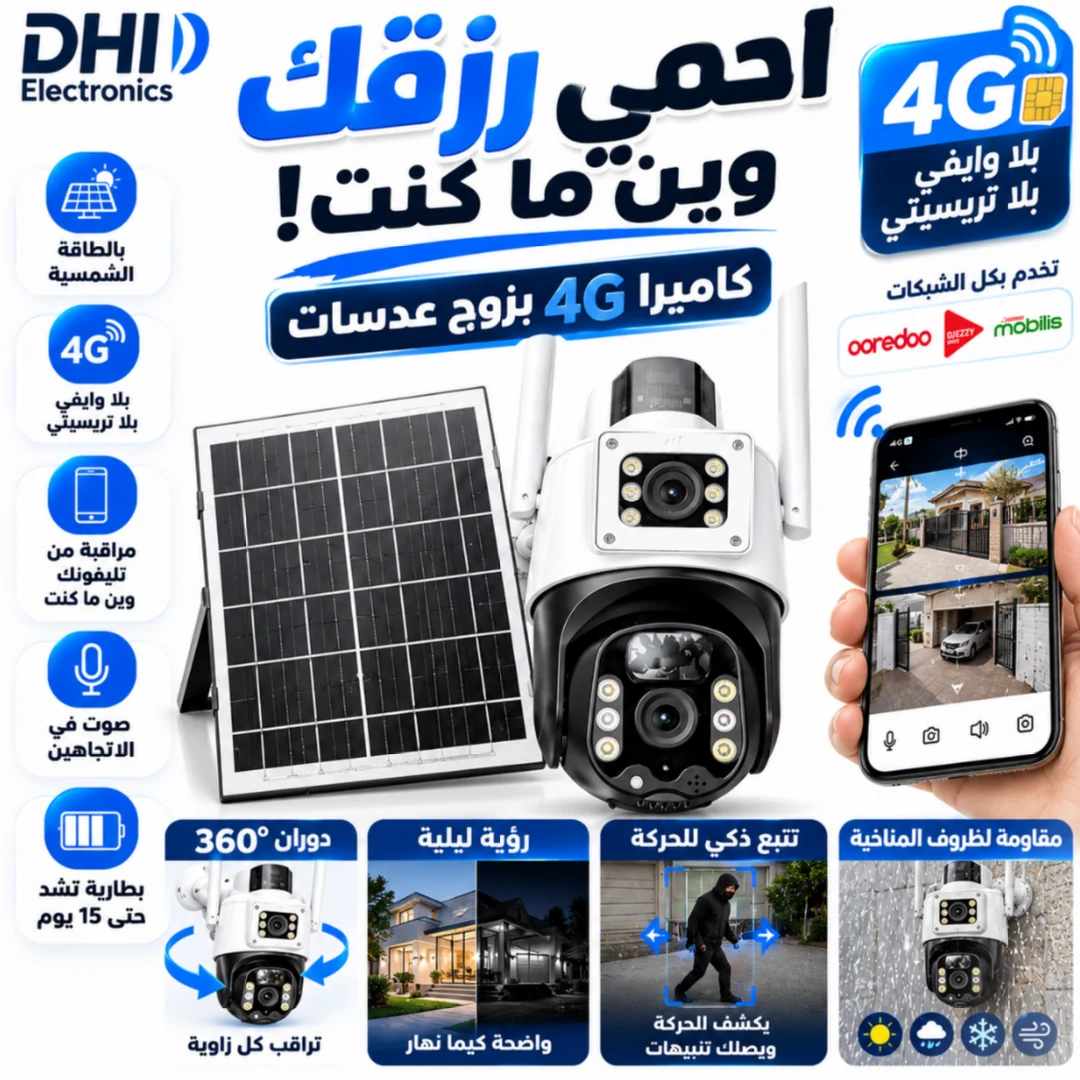 DHI
Electronics
احمي رزقك
وين ما كنت!
كاميرا 4G بزوج عدسات
4G
بلا وايفي
بلا تريسيتي
تخدم بكل الشبكات
ooredoo
DJEZZY
mobilis
بالطاقة
الشمسية
4G
بلا وايفي
بلا تريسيتي
مراقبة من
تليفونك
وين ما كنت
صوت في
الاتجاهين
بطارية تشد
حتى 15 يوم
4G
دوران °360
تراقب كل زاوية
رؤية ليلية
واضحة كيما نهار
تتبع ذكي للحركة
يكشف الحركة
ويصلك تنبيهات
مقاومة لظروف المناخية